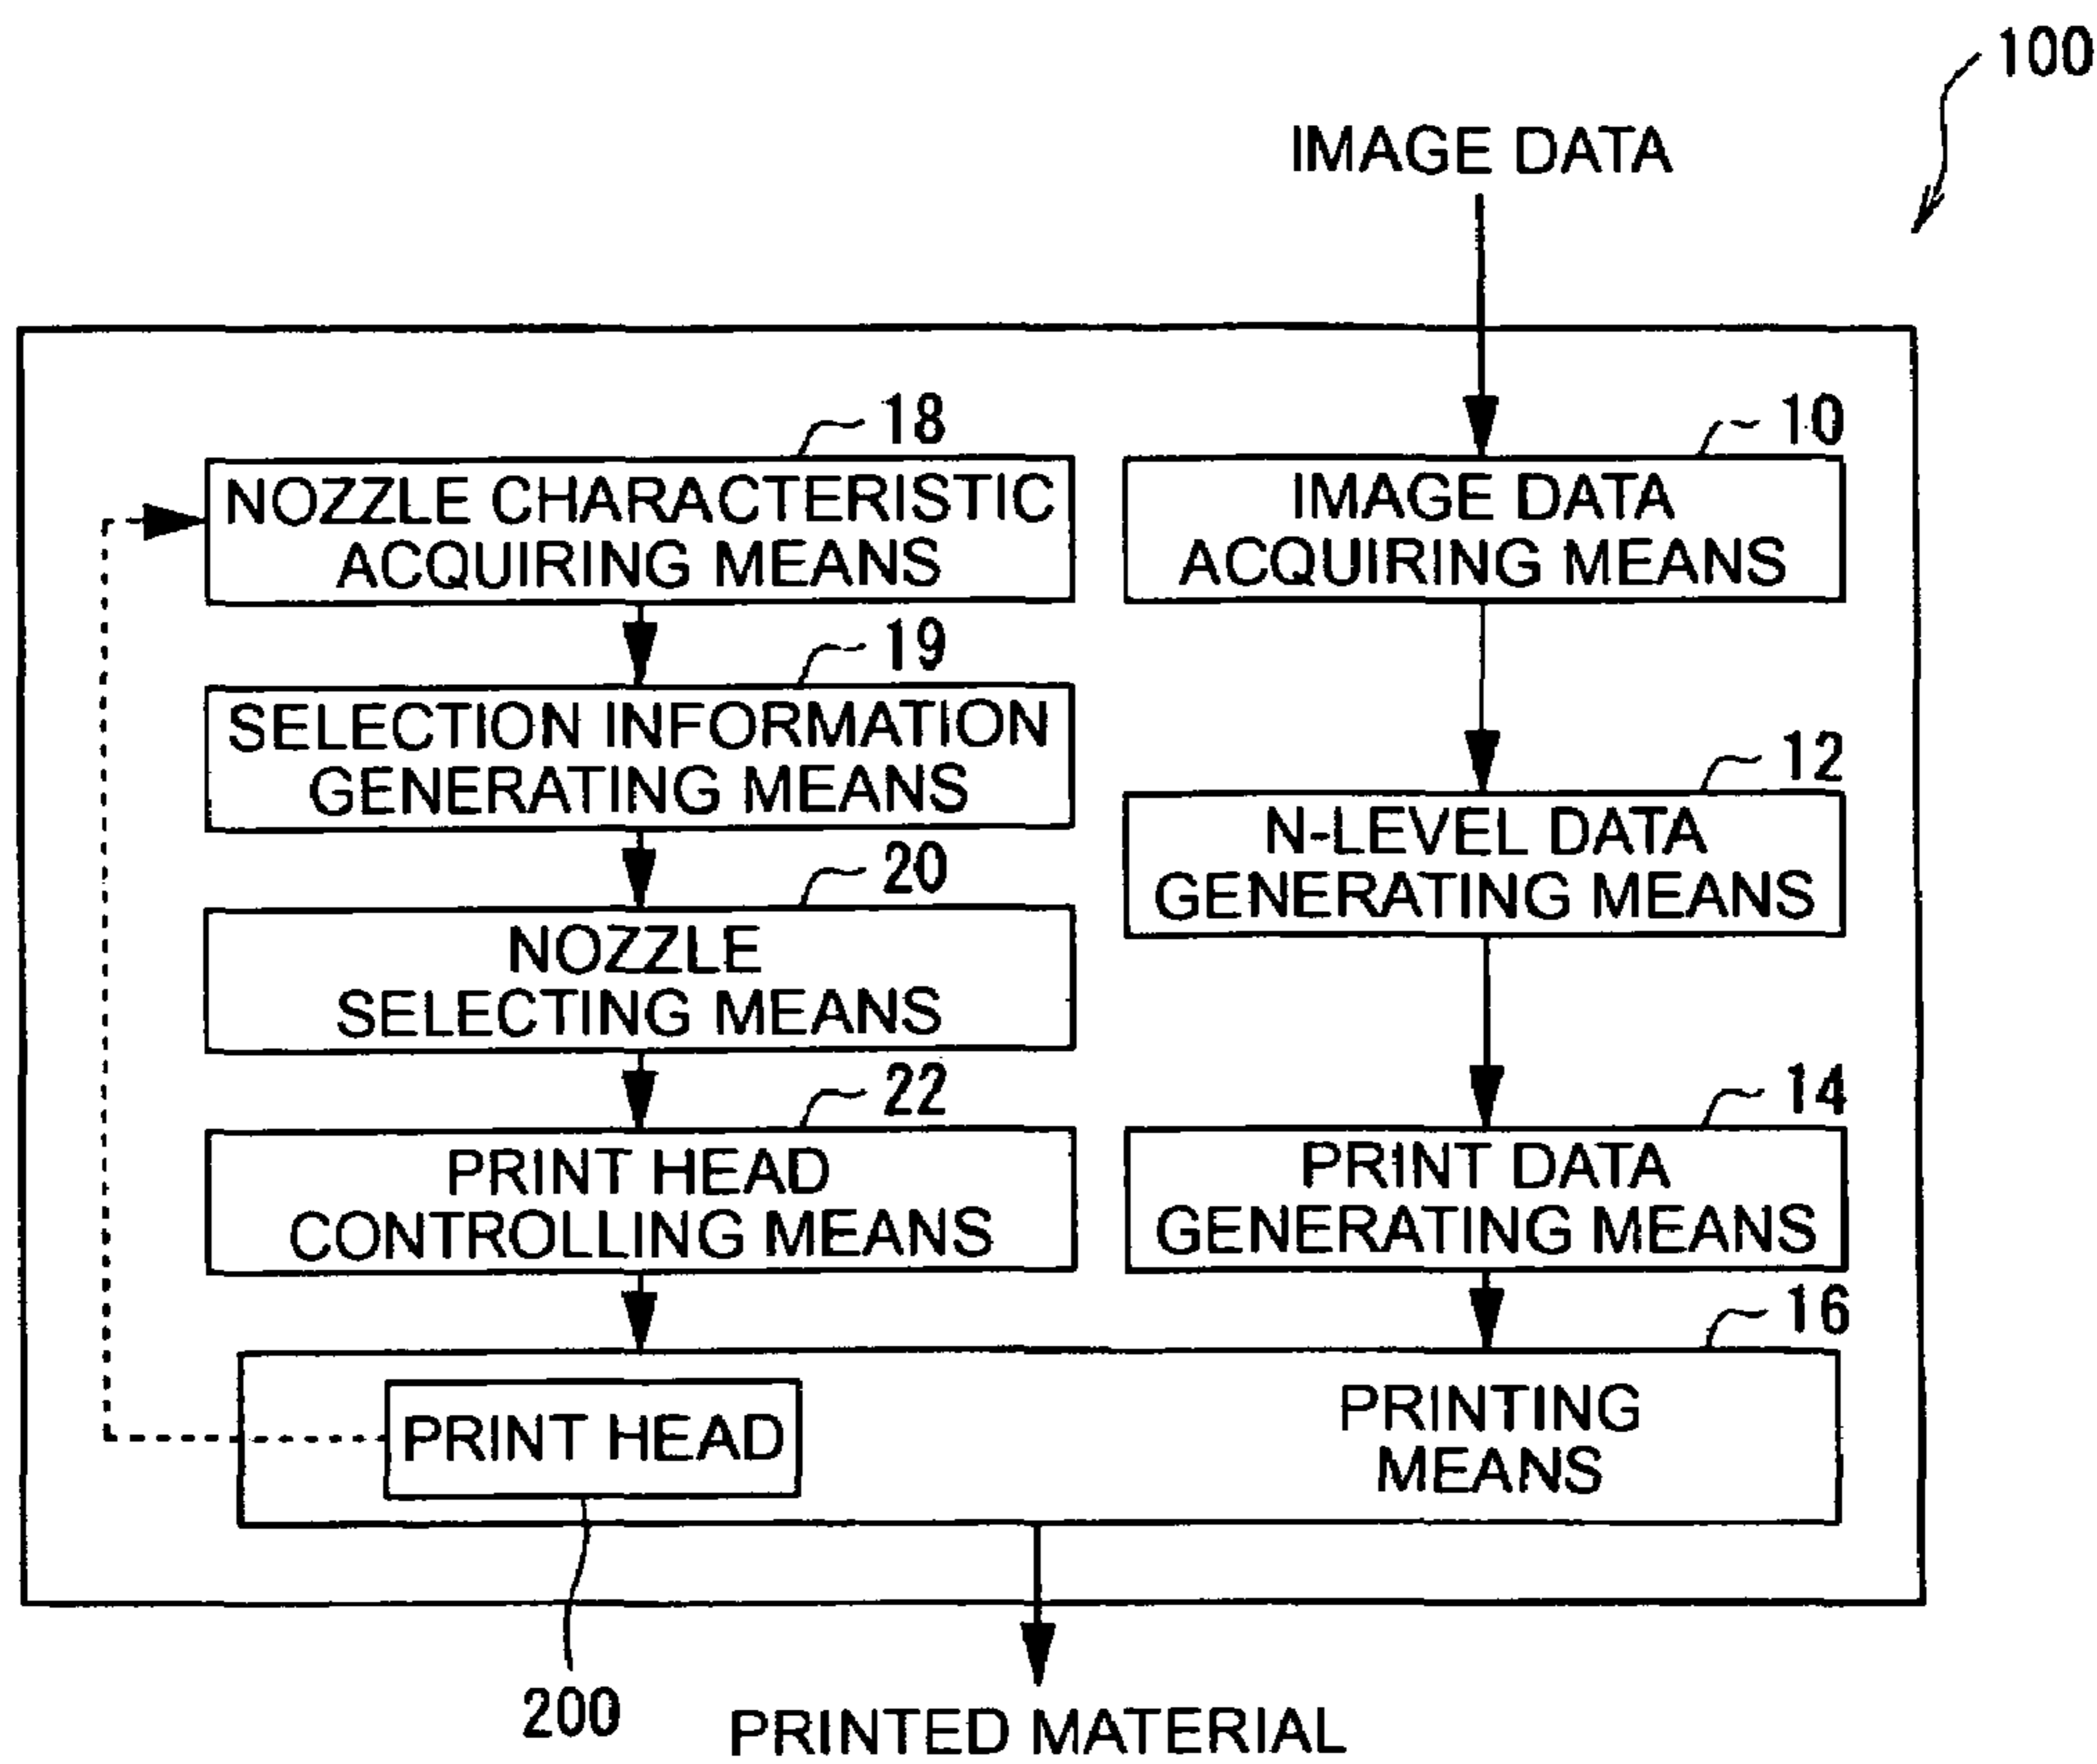 100
IMAGE DATA
18
NOZZLE CHARACTERISTIC
ACQUIRING MEANS
19
SELECTION INFORMATION
GENERATING MEANS
20
NOZZLE
SELECTING MEANS
22
PRINT HEAD
CONTROLLING MEANS
10
IMAGE DATA
ACQUIRING MEANS
12
N-LEVEL DATA
GENERATING MEANS
14
PRINT DATA
GENERATING MEANS
16
PRINT HEAD
PRINTING
MEANS
200
PRINTED MATERIAL